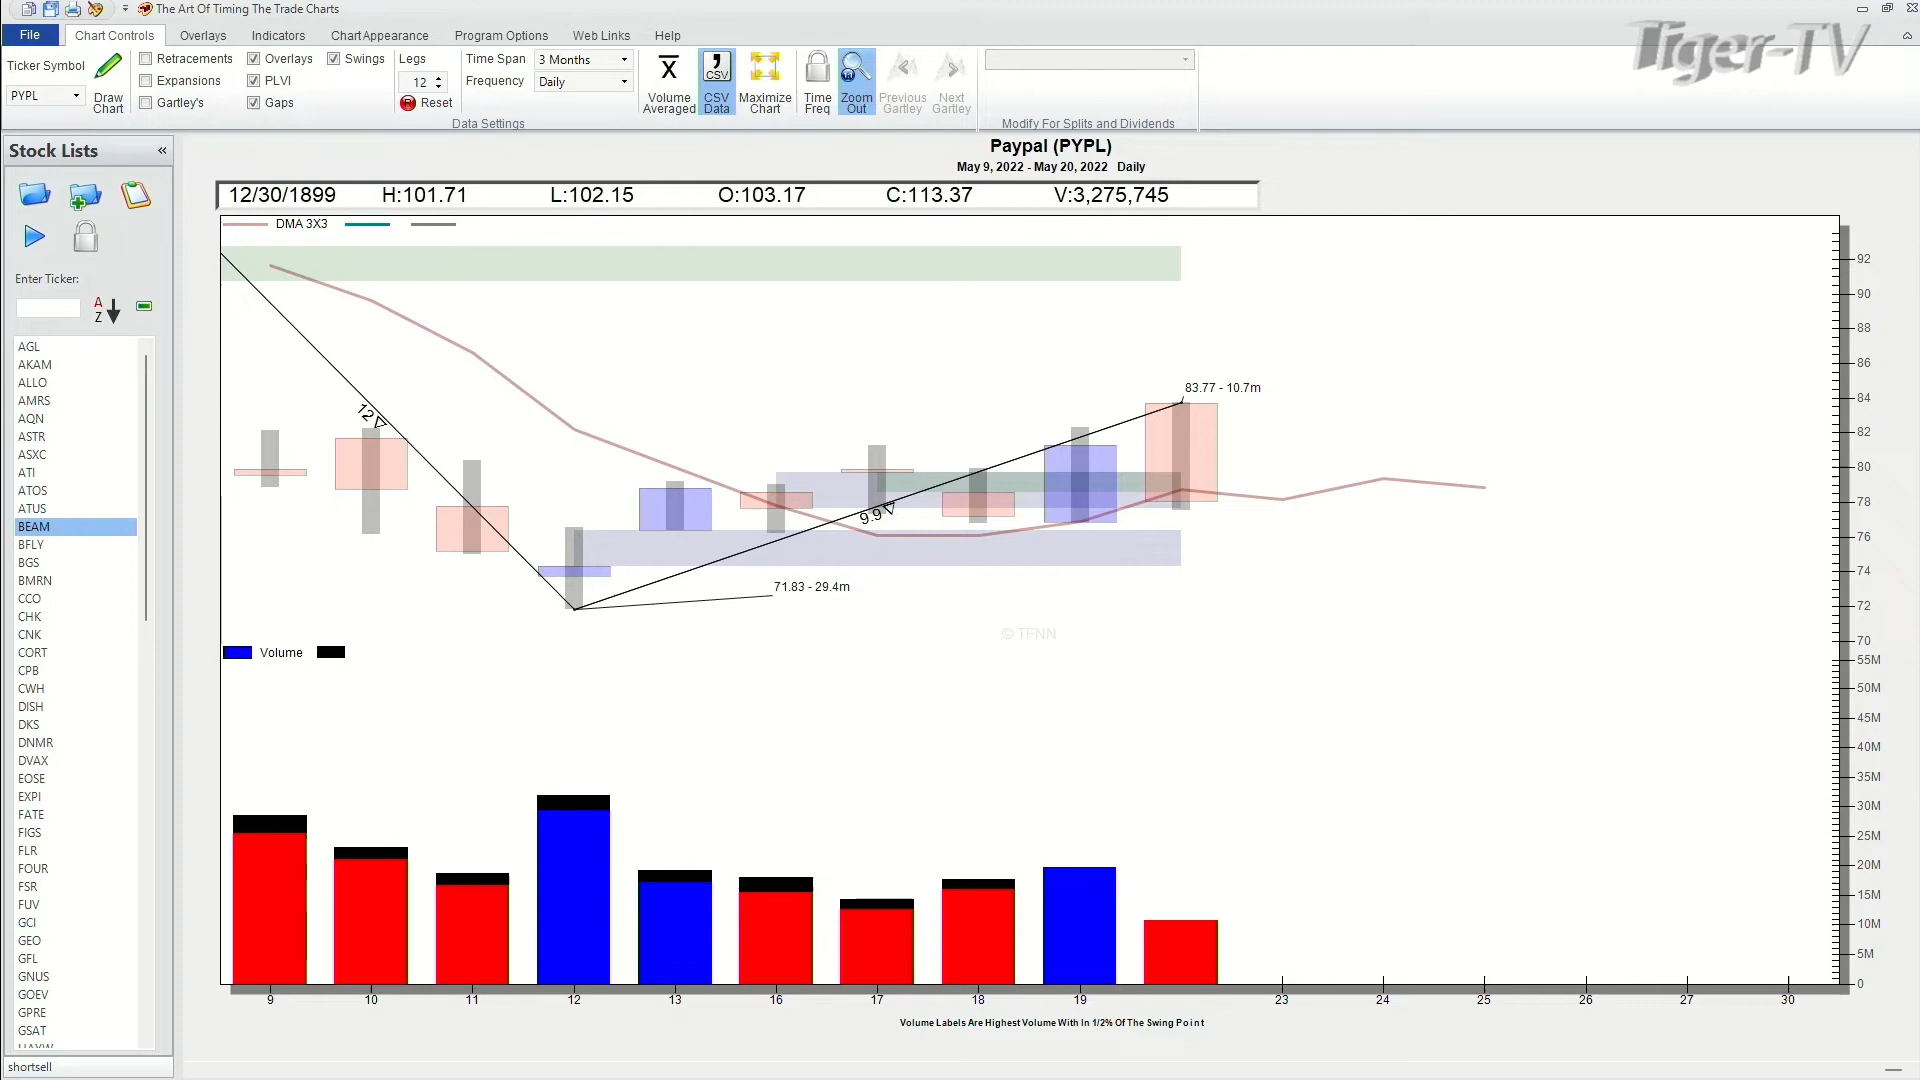 The Art Of Timing The Trade Charts
File Chart Controls Overlays Indicators Chart Appearance Program Options Web Links Help
Tiger-TV
Ticker Symbol
PYPL
Draw Chart
Retracements
Expansions
Gartley's
Overlays
PLVI
Gaps
Swings
Legs
12
Reset
Time Span 3 Months
Frequency Daily
Data Settings
Volume Averaged
CSV
CSV Data
Maximize Chart
Time Freq
Zoom Out
Previous Gartley
Next Gartley
Modify For Splits and Dividends
Stock Lists «
Enter Ticker:
A
Z
AGL
AKAM
ALLO
AMRS
AQN
ASTR
ASXC
ATI
ATOS
ATUS
BEAM
BFLY
BGS
BMRN
CCO
CHK
CNK
CORT
CPB
CWH
DISH
DKS
DNMR
DVAX
EOSE
EXPI
FATE
FIGS
FLR
FOUR
FSR
FUV
GCI
GEO
GFL
GNUS
GOEV
GPRE
GSAT
shortsell
Paypal (PYPL)
May 9, 2022 - May 20, 2022 Daily
12/30/1899 H:101.71 L:102.15 O:103.17 C:113.37 V:3,275,745
DMA 3X3
12
9.9
83.77 - 10.7m
71.83 - 29.4m
© TFNN
Volume
92
90
88
86
84
82
80
78
76
74
72
70
55M
50M
45M
40M
35M
30M
25M
20M
15M
10M
5M
0
9 10 11 12 13 16 17 18 19 23 24 25 26 27 30
Volume Labels Are Highest Volume With In 1/2% Of The Swing Point